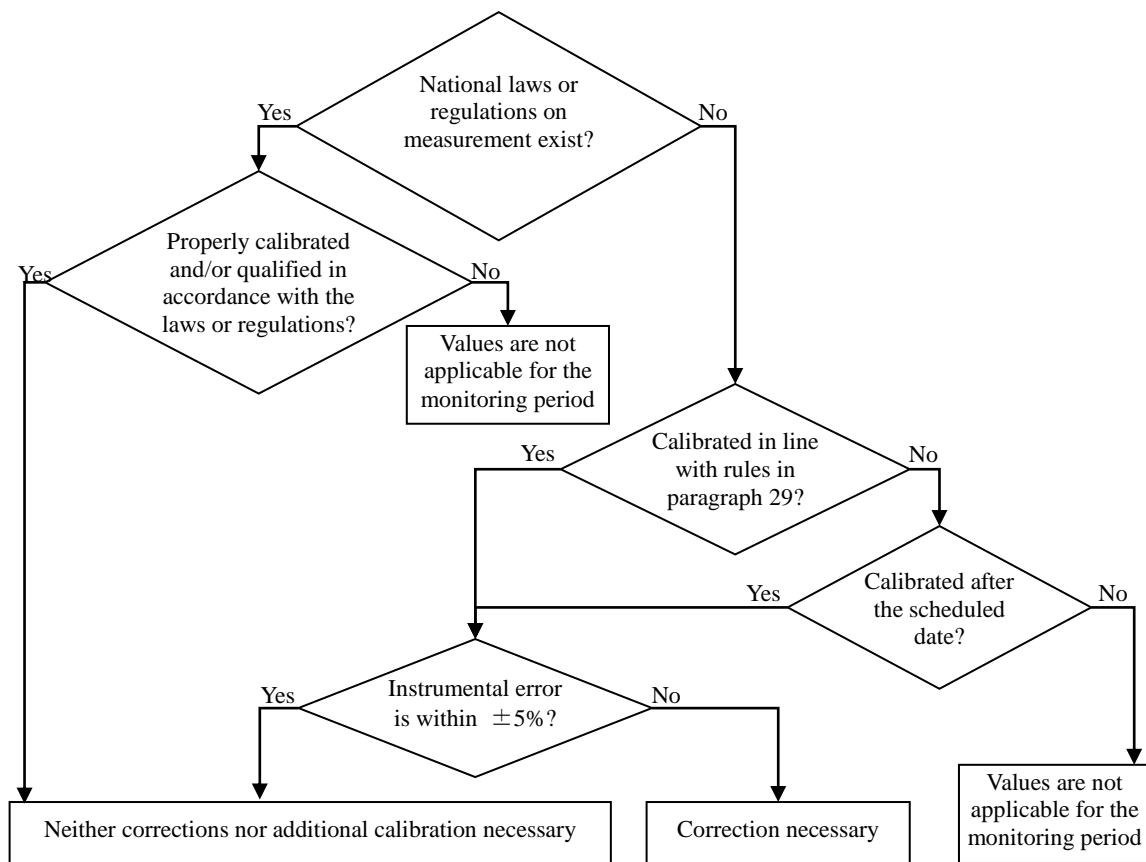 National laws or
regulations on
measurement exist?
Yes
No
Properly calibrated
and/or qualified in
accordance with the
laws or regulations?
Yes
No
Values are not
applicable for the
monitoring period
Calibrated in line
with rules in
paragraph 29?
Yes
No
Calibrated after
the scheduled
date?
Yes
No
Instrumental error
is within ±5%?
Yes
No
Values are not
applicable for the
monitoring period
Neither corrections nor additional calibration necessary
Correction necessary